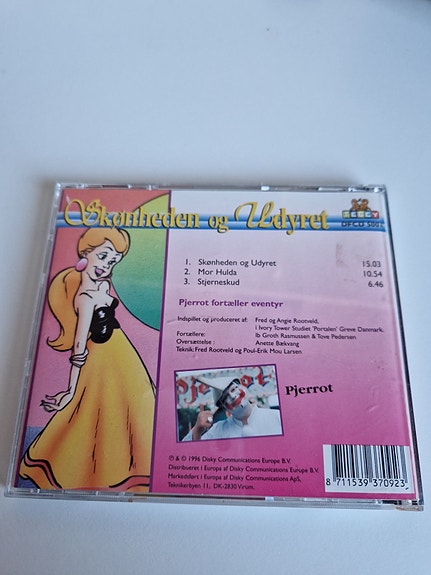 Skønheden og Udyret
DFCD 5001
1. Skønheden og Udyret 15.03
2. Mor Hulda 10.54
3. Stjerneskud 6.46
Pjerrot fortæller eventyr
Indspillet og produceret af: Fred og Angie Rootveld,
i Ivory Tower Studiet 'Portalen' Greve Danmark.
Fortællere: Ib Groth Rasmussen & Tove Pedersen
Oversættelse : Anette Bækvang
Teknik: Fred Rootveld og Poul-Erik Mou Larsen
Pjerrot
Pjerrot
℗ & © 1996 Disky Communications Europe B.V.
Distribueret i Europa af Disky Communications Europe B.V.
Markedsført i Europa af Disky Communications ApS,
Teknikerbyen 11, DK-2830 Virum.
8 711539 370923